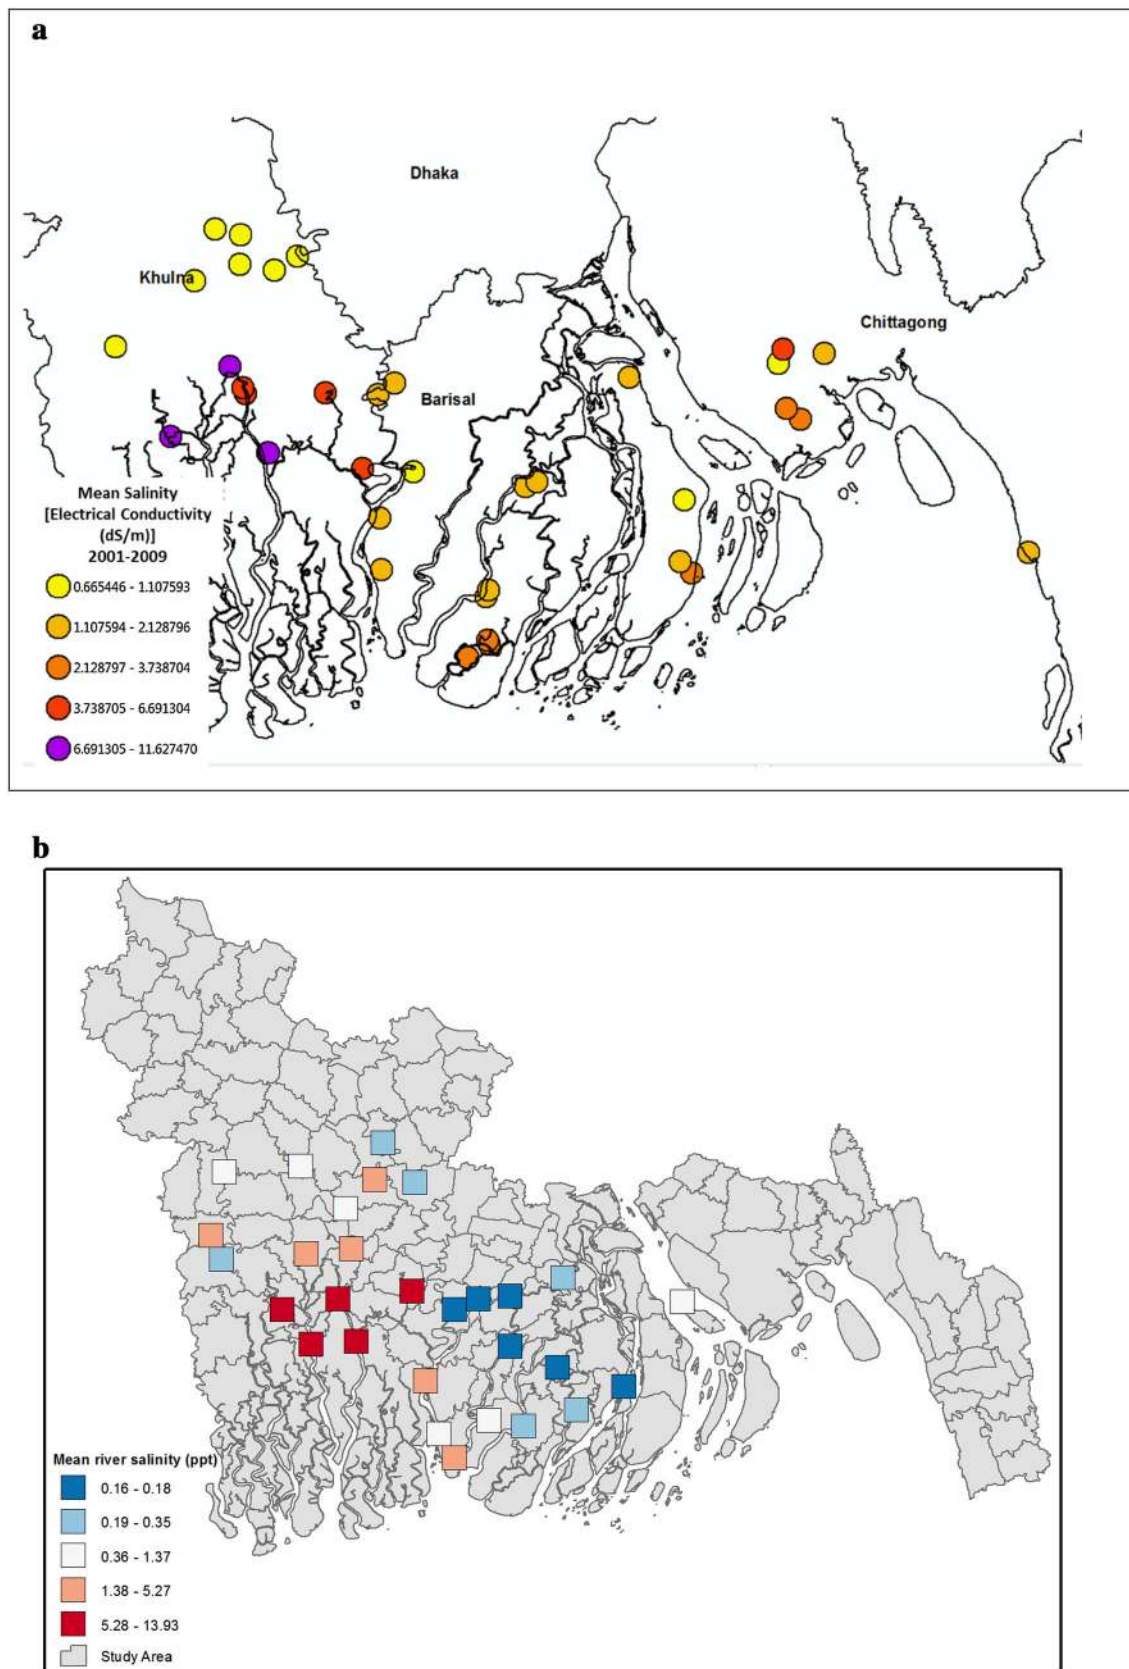 a
Dhaka
Khulna
Chittagong
Barisal
Mean Salinity
[Electrical Conductivity
(dS/m)]
2001-2009
0.665446 - 1.107593
1.107594 - 2.128796
2.128797 - 3.738704
3.738705 - 6.691304
6.691305 - 11.627470
b
Mean river salinity (ppt)
0.16 - 0.18
0.19 - 0.35
0.36 - 1.37
1.38 - 5.27
5.28 - 13.93
Study Area